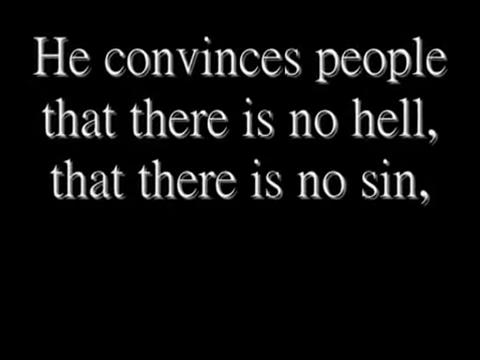 He convinces people
that there is no hell,
that there is no sin,